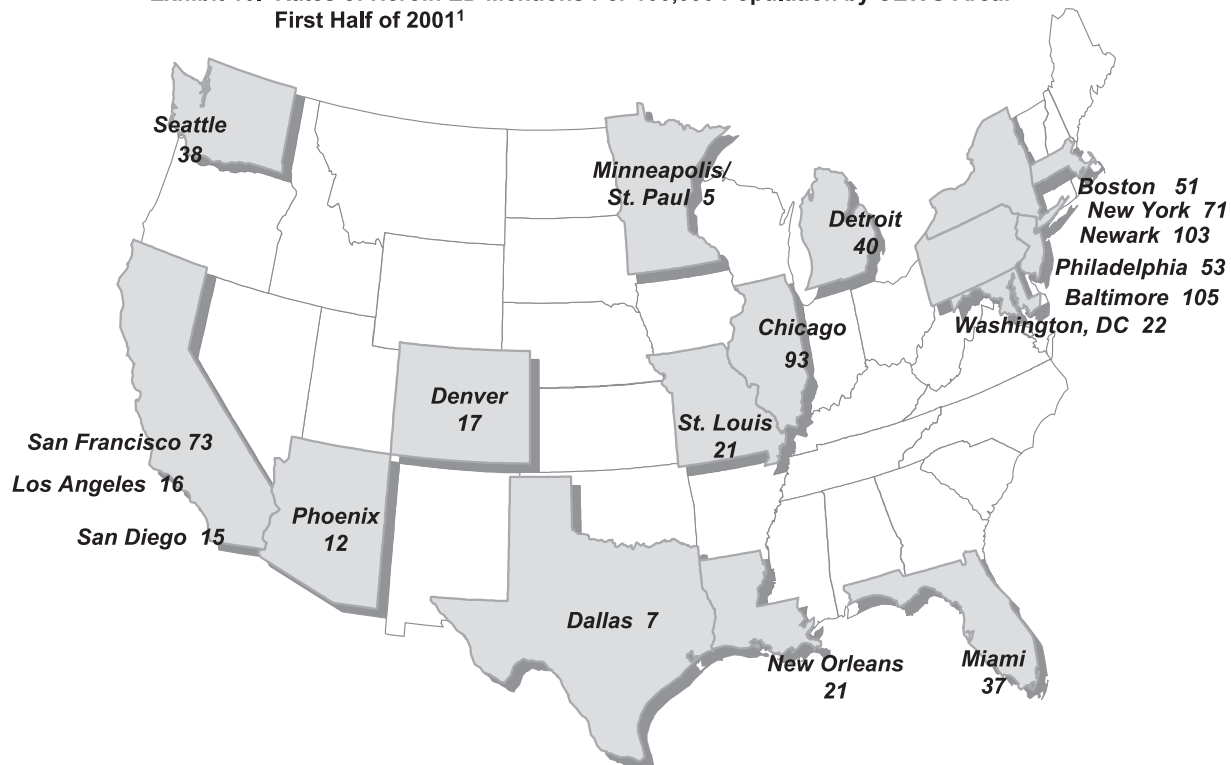 First Half of 2001¹
Seattle
38
Minneapolis/
St. Paul 5
Detroit
40
Boston 51
New York 71
Newark 103
Philadelphia 53
Baltimore 105
Washington, DC 22
Chicago
93
Denver
17
St. Louis
21
San Francisco 73
Los Angeles 16
San Diego 15
Phoenix
12
Dallas 7
New Orleans
21
Miami
37